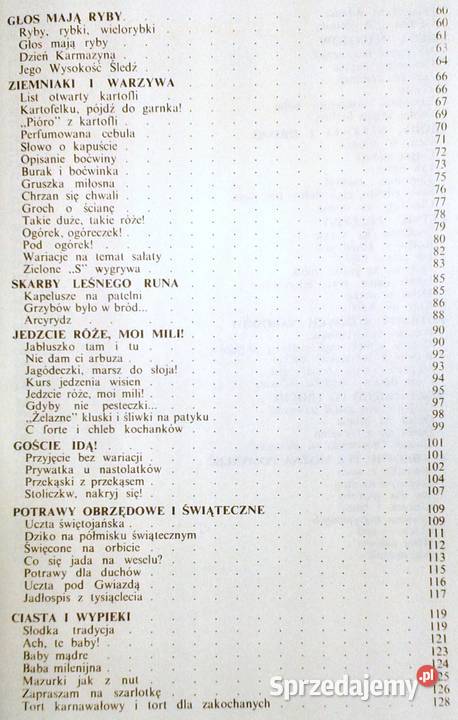 GŁOS MAJĄ RYBY 60
Ryby, rybki, wielorybki 60
Głos mają ryby 61
Dzień Karmazyna 63
Jego Wysokość Śledź 64
ZIEMNIAKI I WARZYWA 66
List otwarty kartofli 66
Kartofelku, pójdź do garnka! 67
„Pióro" z kartofli 69
Perfumowana cebula 70
Słowo o kapuście 71
Opisanie boćwiny 72
Burak i boćwinka 73
Gruszka miłosna 75
Chrzan się chwali 76
Groch o ścianę 77
Takie duże, takie róże! 78
Ogórek, ogóreczek! 79
Pod ogórek! 80
Wariacje na temat sałaty 82
Zielone „S" wygrywa 83
SKARBY LEŚNEGO RUNA 85
Kapelusze na patelni 85
Grzybów było w bród... 86
Arcyrydz 88
JEDZCIE RÓŻE, MOI MILI! 90
Jabłuszko tam i tu 90
Nie dam ci arbuza 92
Jagódeczki, marsz do słoja! 93
Kurs jedzenia wisien 94
Jedzcie róże, moi mili! 95
Gdyby nie pesteczki... 97
„Żelazne" kluski i śliwki na patyku 98
C forte i chleb kochanków 99
GOŚCIE IDĄ! 101
Przyjęcie bez wariacji 101
Prywatka u nastolatków 102
Przekąski z przekąsem 104
Stoliczkw, nakryj się! 107
POTRAWY OBRZĘDOWE I ŚWIĄTECZNE 109
Uczta świętojańska 109
Dziko na półmisku świątecznym 111
Święcone na orbicie 112
Co się jada na weselu? 113
Potrawy dla duchów 115
Uczta pod Gwiazdą 116
Jadłospis z tysiąclecia 117
CIASTA I WYPIEKI 119
Słodka tradycja 119
Ach, te baby! 121
Baby mądre 123
Baba milenijna 124
Mazurki jak z nut 125
Zapraszam na szarlotkę 126
Tort karnawałowy i tort dla zakochanych 128
Sprzedajemy.pl